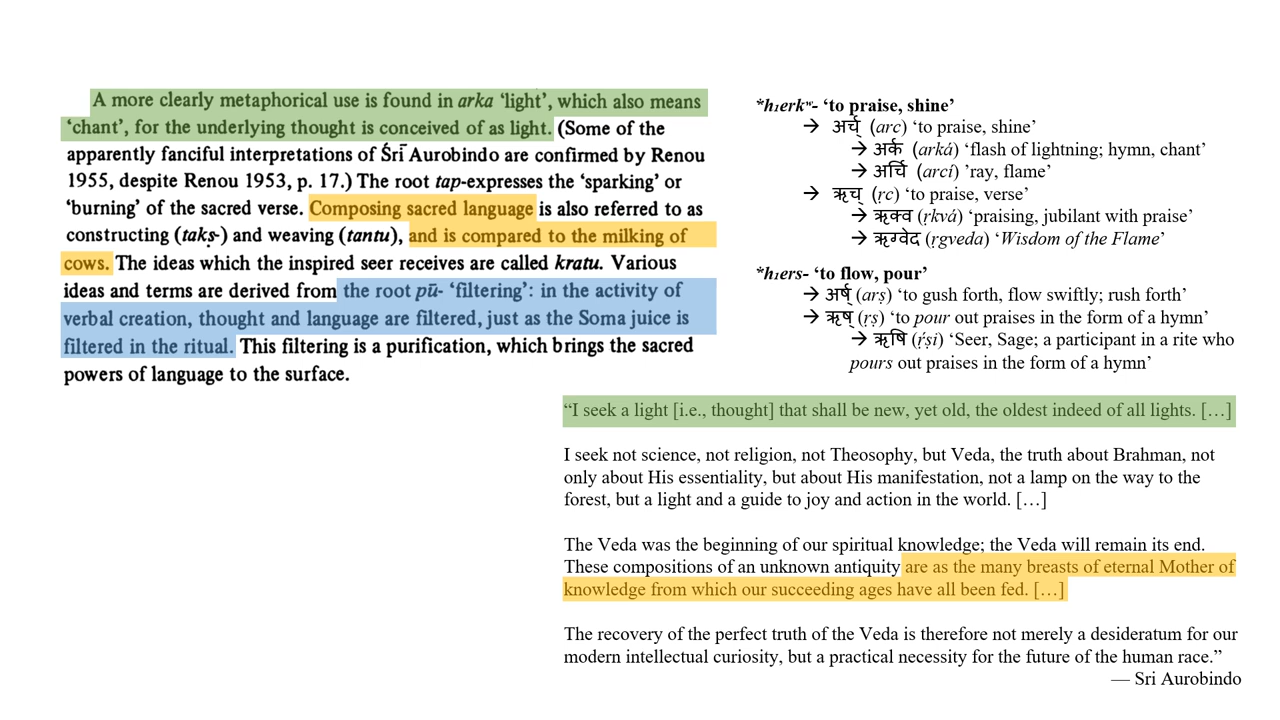 A more clearly metaphorical use is found in arka ‘light’, which also means
‘chant’, for the underlying thought is conceived of as light. (Some of the
apparently fanciful interpretations of Śrī Aurobindo are confirmed by Renou
1955, despite Renou 1953, p. 17.) The root tap-expresses the ‘sparking’ or
‘burning’ of the sacred verse. Composing sacred language is also referred to as
constructing (takṣ-) and weaving (tantu), and is compared to the milking of
cows. The ideas which the inspired seer receives are called kratu. Various
ideas and terms are derived from the root pū- ‘filtering’: in the activity of
verbal creation, thought and language are filtered, just as the Soma juice is
filtered in the ritual. This filtering is a purification, which brings the sacred
powers of language to the surface.
*h₁erkʷ- ‘to praise, shine’
→ अर्च् (arc) ‘to praise, shine’
→ अर्क (arká) ‘flash of lightning; hymn, chant’
→ अर्चि (arcí) ’ray, flame’
→ ऋच् (ṛc) ‘to praise, verse’
→ ऋक्व (ṛkvá) ‘praising, jubilant with praise’
→ ऋग्वेद (ṛgveda) ‘Wisdom of the Flame’
*h₁ers- ‘to flow, pour’
→ अर्ष् (arṣ) ‘to gush forth, flow swiftly; rush forth’
→ ऋष् (ṛṣ) ‘to pour out praises in the form of a hymn’
→ ऋषि (ṛ́ṣi) ‘Seer, Sage; a participant in a rite who
pours out praises in the form of a hymn’
“I seek a light [i.e., thought] that shall be new, yet old, the oldest indeed of all lights. […]
I seek not science, not religion, not Theosophy, but Veda, the truth about Brahman, not
only about His essentiality, but about His manifestation, not a lamp on the way to the
forest, but a light and a guide to joy and action in the world. […]
The Veda was the beginning of our spiritual knowledge; the Veda will remain its end.
These compositions of an unknown antiquity are as the many breasts of eternal Mother of
knowledge from which our succeeding ages have all been fed. […]
The recovery of the perfect truth of the Veda is therefore not merely a desideratum for our
modern intellectual curiosity, but a practical necessity for the future of the human race.”
— Sri Aurobindo